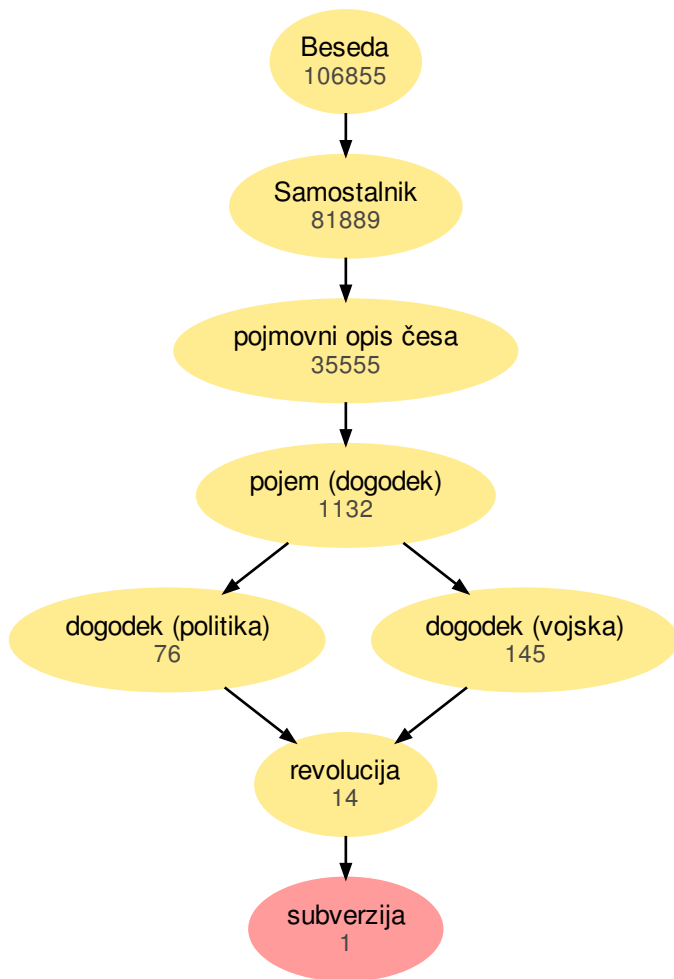 Beseda
106855
Samostalnik
81889
pojmovni opis česa
35555
pojem (dogodek)
1132
dogodek (politika)
76
dogodek (vojska)
145
revolucija
14
subverzija
1